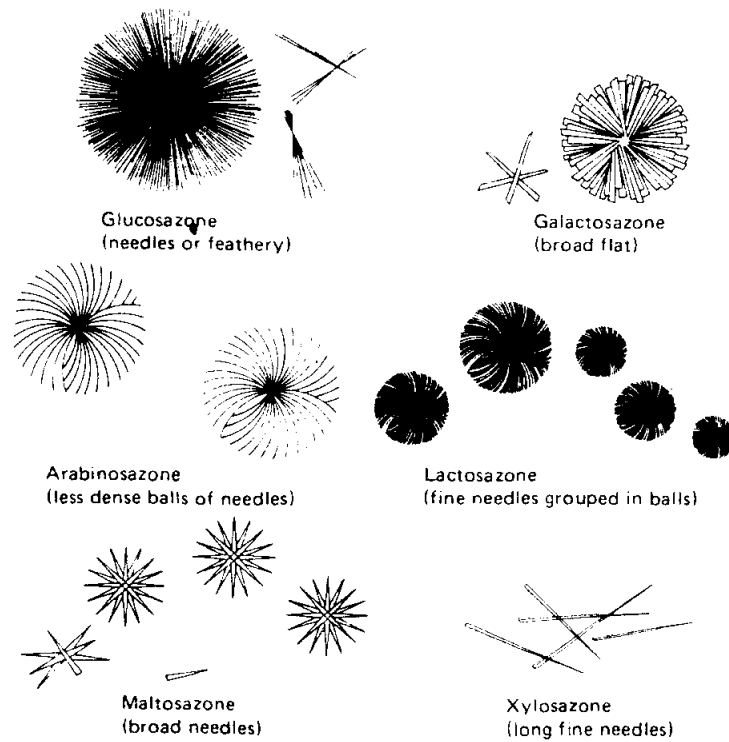 Glucosazone
(needles or feathery)
Galactosazone
(broad flat)
Arabinosazone
(less dense balls of needles)
Lactosazone
(fine needles grouped in balls)
Maltosazone
(broad needles)
Xylosazone
(long fine needles)